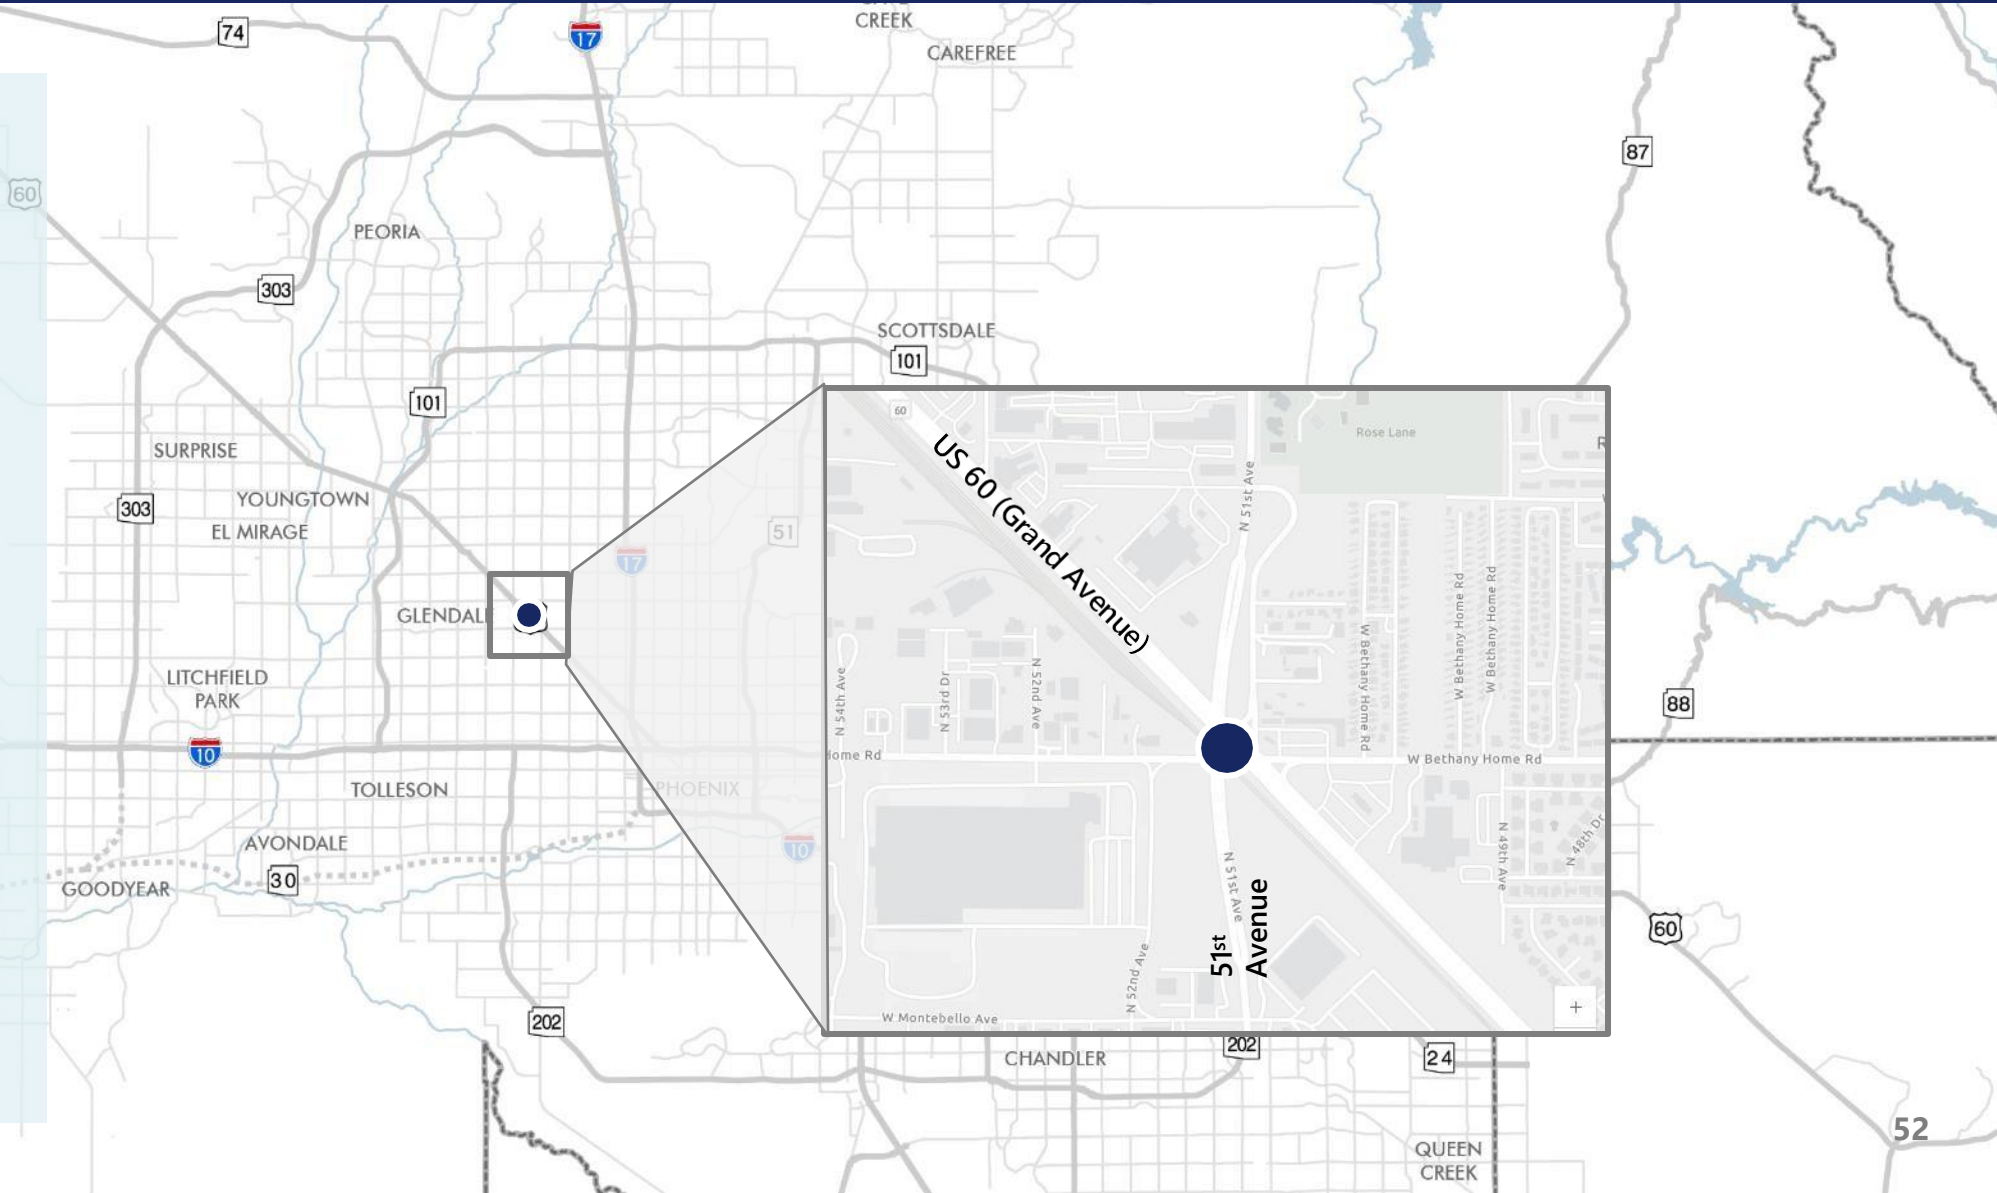 CREEK
74
17
CAREFREE
87
60
PEORIA
303
SCOTTSDALE
101
101
60
Rose Lane
US 60 (Grand Avenue)
SURPRISE
N 51st Ave
YOUNGTOWN
303
EL MIRAGE
51
17
GLENDALE
W Bethany Home Rd
W Bethany Home Rd
W Bethany Home Rd
N 54th Ave
N 53rd Dr
N 52nd Ave
LITCHFIELD
PARK
88
10
Home Rd
W Bethany Home Rd
TOLLESON
PHOENIX
AVONDALE
10
N 51st Ave
N 49th Ave
N 48th Dr
30
GOODYEAR
51st
Avenue
60
N 52nd Ave
+
W Montebello Ave
202
CHANDLER
202
24
52
QUEEN
CREEK